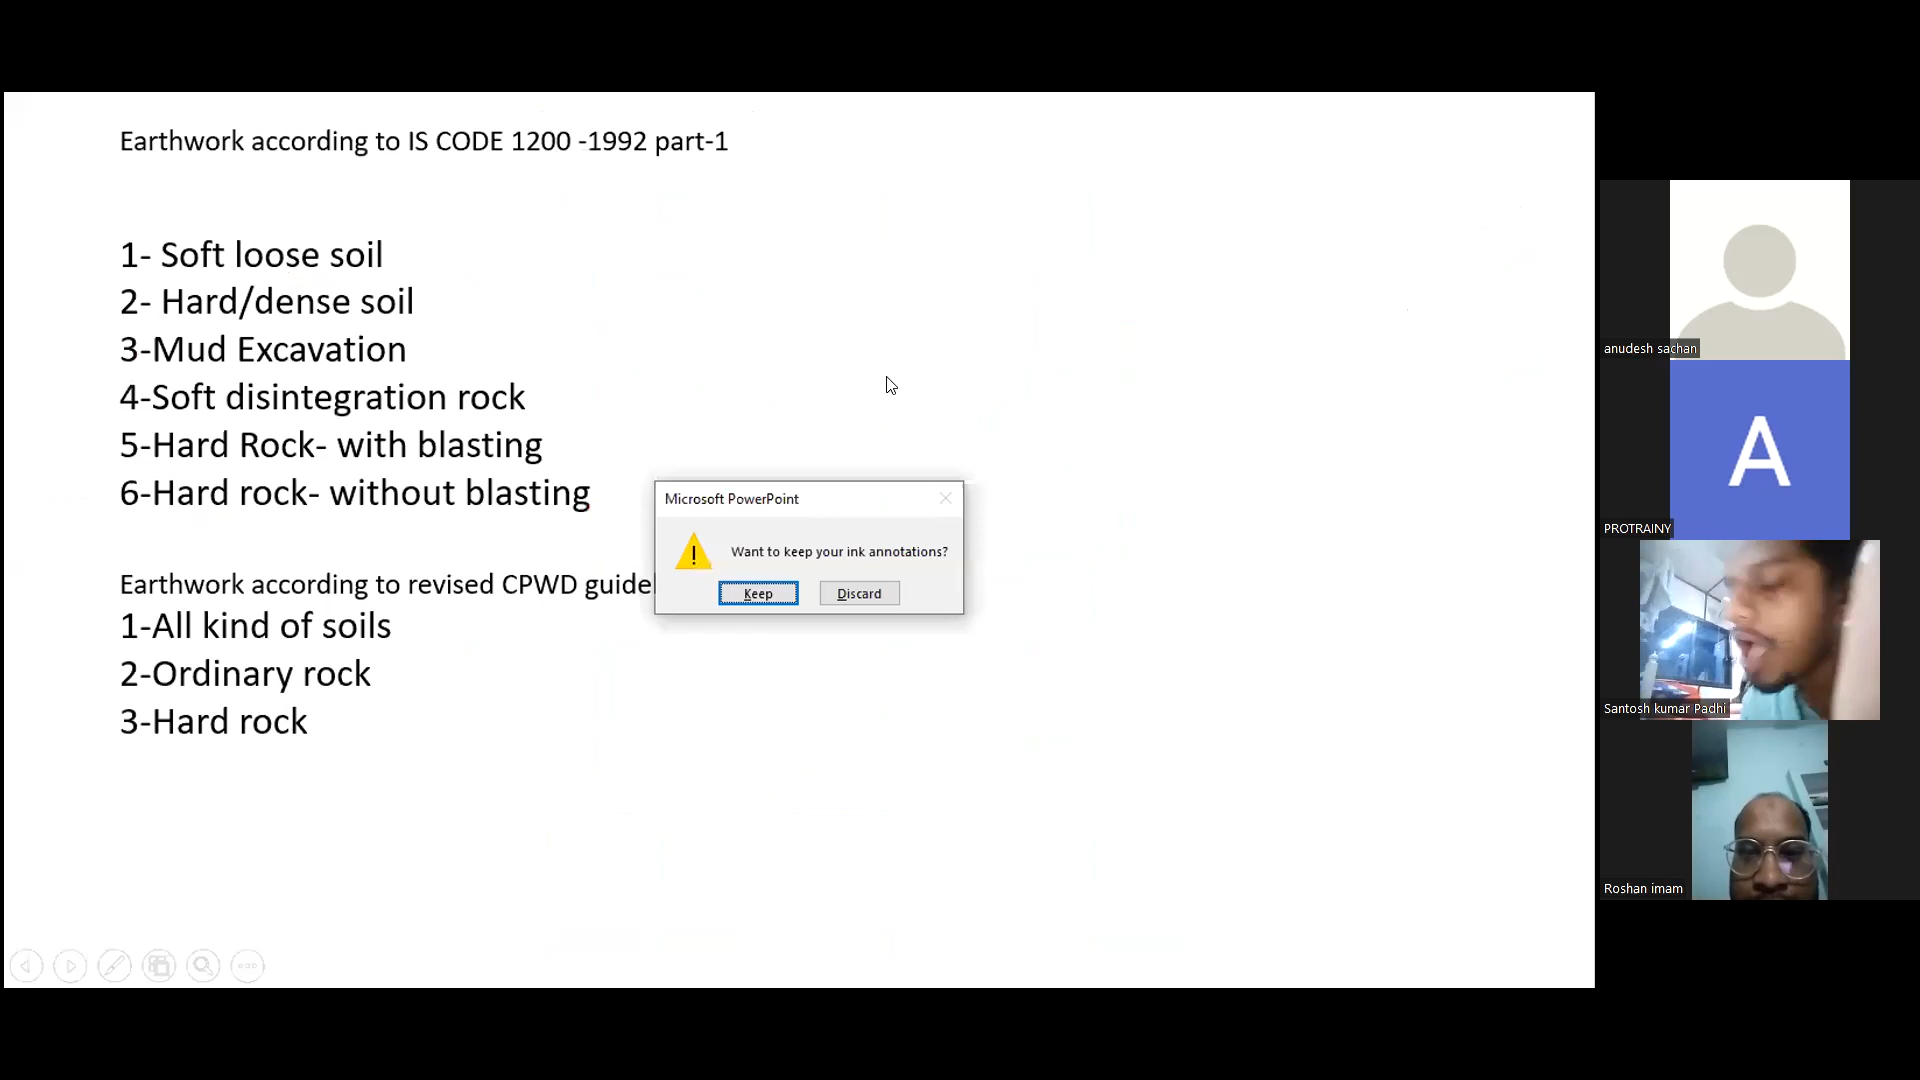 Earthwork according to IS CODE 1200 -1992 part-1
1- Soft loose soil
2- Hard/dense soil
3-Mud Excavation
4-Soft disintegration rock
5-Hard Rock- with blasting
6-Hard rock- without blasting
Microsoft PowerPoint
Want to keep your ink annotations?
Keep
Discard
Earthwork according to revised CPWD guidel
1-All kind of soils
2-Ordinary rock
3-Hard rock
anudesh sachan
A
PROTRAINY
Santosh kumar Padhi
Roshan imam